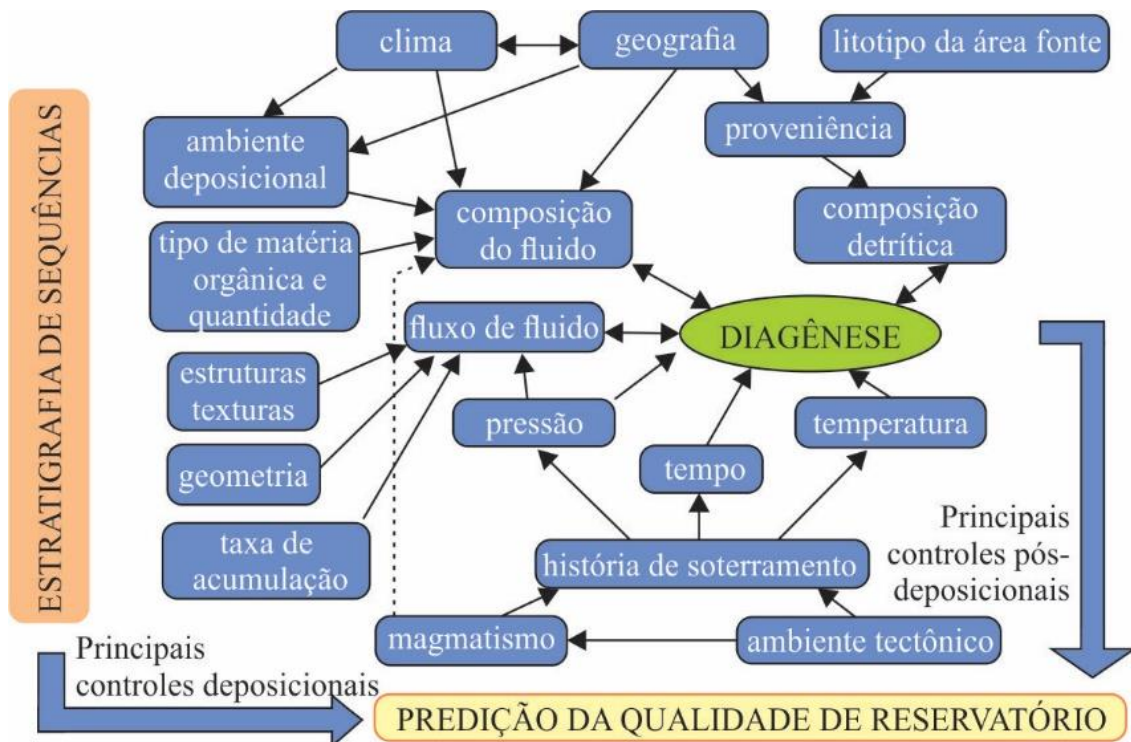 clima
geografia
litotipo da área fonte
ESTRATIGRAFIA DE SEQUÊNCIAS
ambiente
deposicional
proveniência
composição
do fluido
composição
detrítica
tipo de matéria
orgânica e
quantidade
fluxo de fluido
DIAGÊNESE
estruturas
texturas
pressão
temperatura
tempo
geometria
taxa de
acumulação
história de soterramento
Principais
controles pós-
deposicionais
magmatismo
ambiente tectônico
Principais
controles deposicionais
PREDIÇÃO DA QUALIDADE DE RESERVATÓRIO